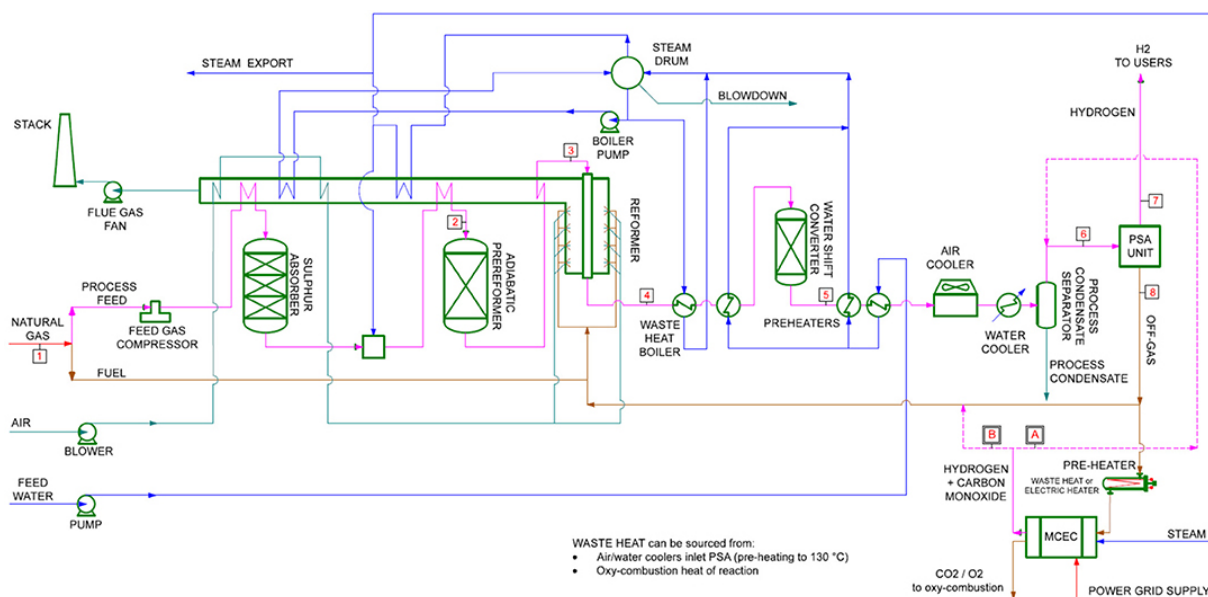 STEAM EXPORT
STEAM
DRUM
BLOWDOWN
H2
TO USERS
HYDROGEN
STACK
FLUE GAS
FAN
BOILER
PUMP
3
REFORMER
2
SULPHUR
ABSORBER
ADIABATIC
PREREFORMER
WATER SHIFT
CONVERTER
7
6
PSA
UNIT
PROCESS
FEED
NATURAL
GAS
1
FEED GAS
COMPRESSOR
4
WASTE
HEAT
BOILER
5
PREHEATERS
AIR
COOLER
WATER
COOLER
PROCESS
CONDENSATE
SEPARATOR
8
OFF-GAS
PROCESS
CONDENSATE
FUEL
AIR
BLOWER
FEED
WATER
PUMP
B
A
HYDROGEN
+ CARBON
MONOXIDE
PRE-HEATER
WASTE HEAT or
ELECTRIC HEATER
MCEC
STEAM
CO2 / O2
to oxy-combustion
POWER GRID SUPPLY
WASTE HEAT can be sourced from:
• Air/water coolers inlet PSA (pre-heating to 130 °C)
• Oxy-combustion heat of reaction